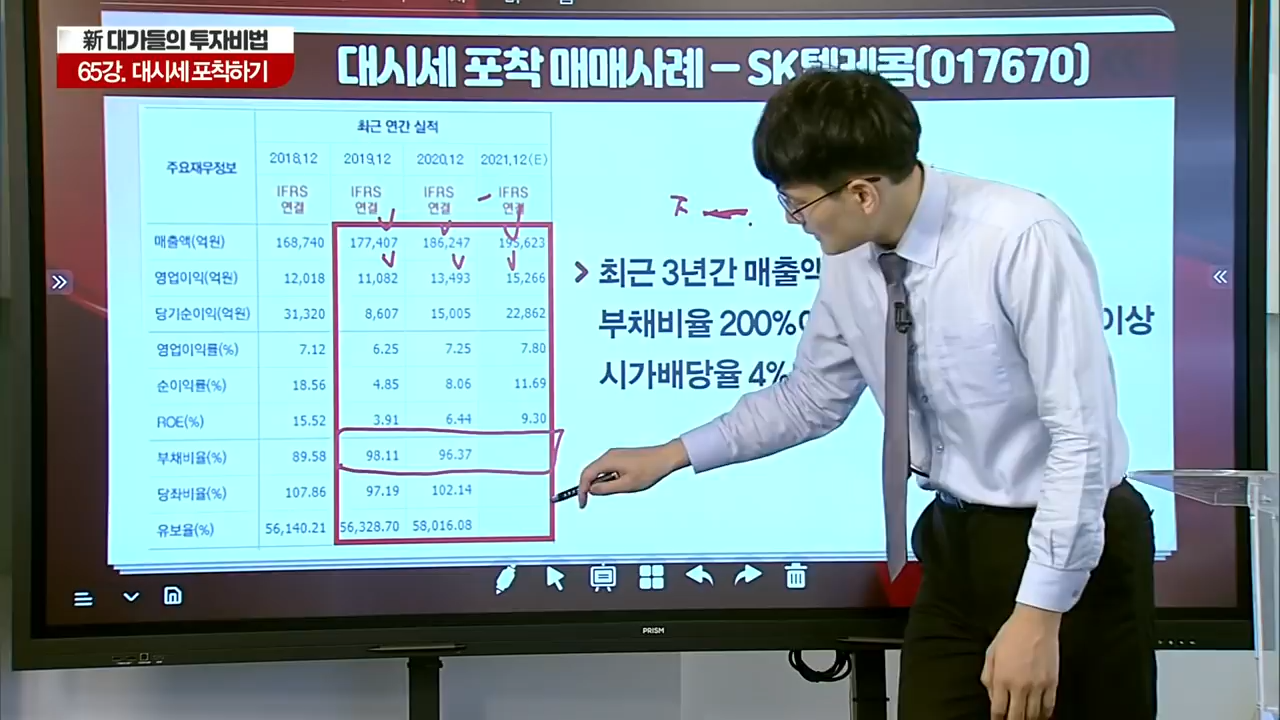 新 대가들의 투자비법
65강. 대시세 포착하기
대시세 포착 매매사례 – SK텔레콤(017670)
주요재무정보
최근 연간 실적
2018.12 2019.12 2020.12 2021.12(E)
IFRS IFRS IFRS IFRS
연결 연결 연결 연결
매출액(억원) 168,740 177,407 186,247 195,623
영업이익(억원) 12,018 11,082 13,493 15,266
당기순이익(억원) 31,320 8,607 15,005 22,862
영업이익률(%) 7.12 6.25 7.25 7.80
순이익률(%) 18.56 4.85 8.06 11.69
ROE(%) 15.52 3.91 6.44 9.30
부채비율(%) 89.58 98.11 96.37
당좌비율(%) 107.86 97.19 102.14
유보율(%) 56,140.21 56,328.70 58,016.08
최근 3년간 매출액
부채비율 200% 이상
시가배당율 4%
PRISM